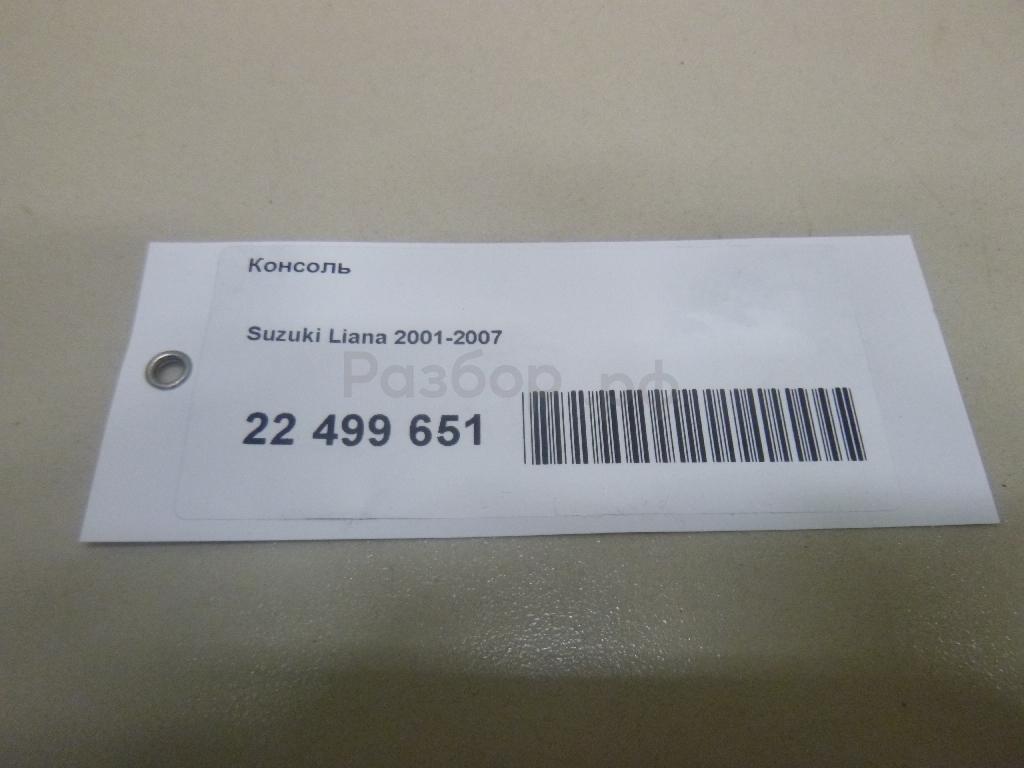 Консоль
Suzuki Liana 2001-2007
Разбор.рф
22 499 651